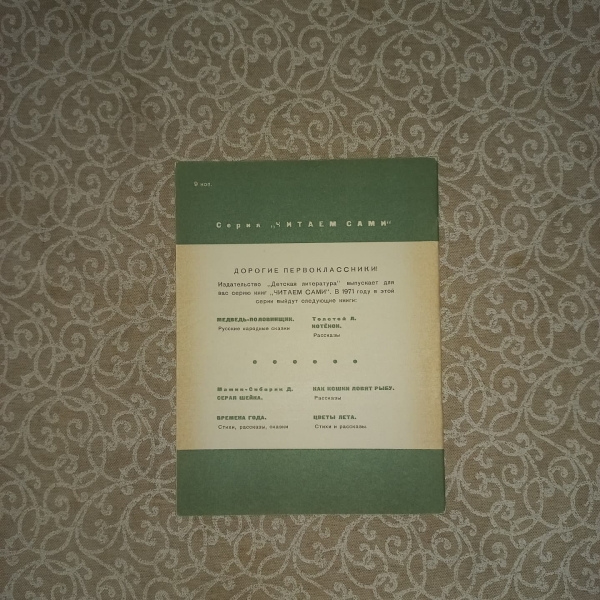 9 коп.
Серия „ЧИТАЕМ САМИ"
ДОРОГИЕ ПЕРВОКЛАССНИКИ!
Издательство „Детская литература" выпускает для
вас серию книг „ЧИТАЕМ САМИ". В 1971 году в этой
серии выйдут следующие книги:
МЕДВЕДЬ-ПОЛОВИНЩИК.
Русские народные сказки
Толстой Л.
КОТЁНОК.
Рассказы
Мамин-Сибиряк Д.
СЕРАЯ ШЕЙКА.
КАК КОШКИ ЛОВЯТ РЫБУ.
Рассказы
ВРЕМЕНА ГОДА.
Стихи, рассказы, сказки
ЦВЕТЫ ЛЕТА.
Стихи и рассказы.